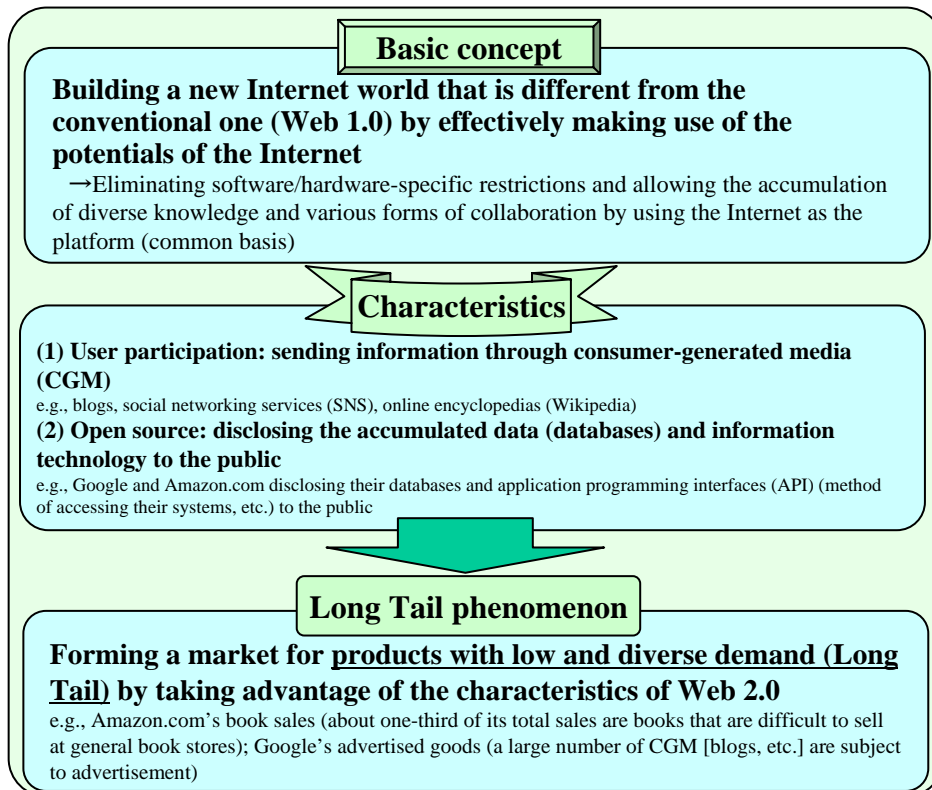 Basic concept
Building a new Internet world that is different from the
conventional one (Web 1.0) by effectively making use of the
potentials of the Internet
→Eliminating software/hardware-specific restrictions and allowing the accumulation
of diverse knowledge and various forms of collaboration by using the Internet as the
platform (common basis)
Characteristics
(1) User participation: sending information through consumer-generated media
(CGM)
e.g., blogs, social networking services (SNS), online encyclopedias (Wikipedia)
(2) Open source: disclosing the accumulated data (databases) and information
technology to the public
e.g., Google and Amazon.com disclosing their databases and application programming interfaces (API) (method
of accessing their systems, etc.) to the public
Long Tail phenomenon
Forming a market for products with low and diverse demand (Long
Tail) by taking advantage of the characteristics of Web 2.0
e.g., Amazon.com's book sales (about one-third of its total sales are books that are difficult to sell
at general book stores); Google's advertised goods (a large number of CGM [blogs, etc.] are subject
to advertisement)